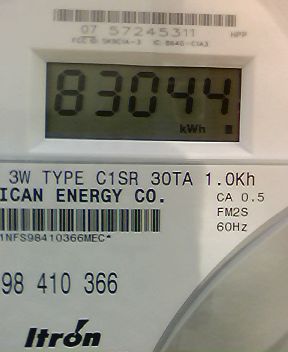 07 57245311
HPP
83044
kWh
3W TYPE C1SR 30TA 1.0Kh
ICAN ENERGY CO.
CA 0.5
FM2S
60Hz
1NFS98410366MEC*
98 410 366
Itron